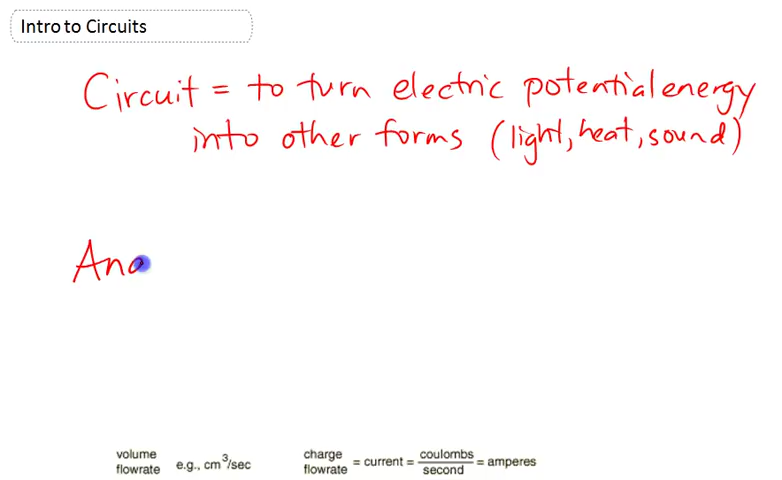 Intro to Circuits
Circuit = to turn electric potential energy
into other forms (light, heat, sound)
Ana
volume flowrate e.g., cm³/sec
charge flowrate = current = coulombs/second = amperes